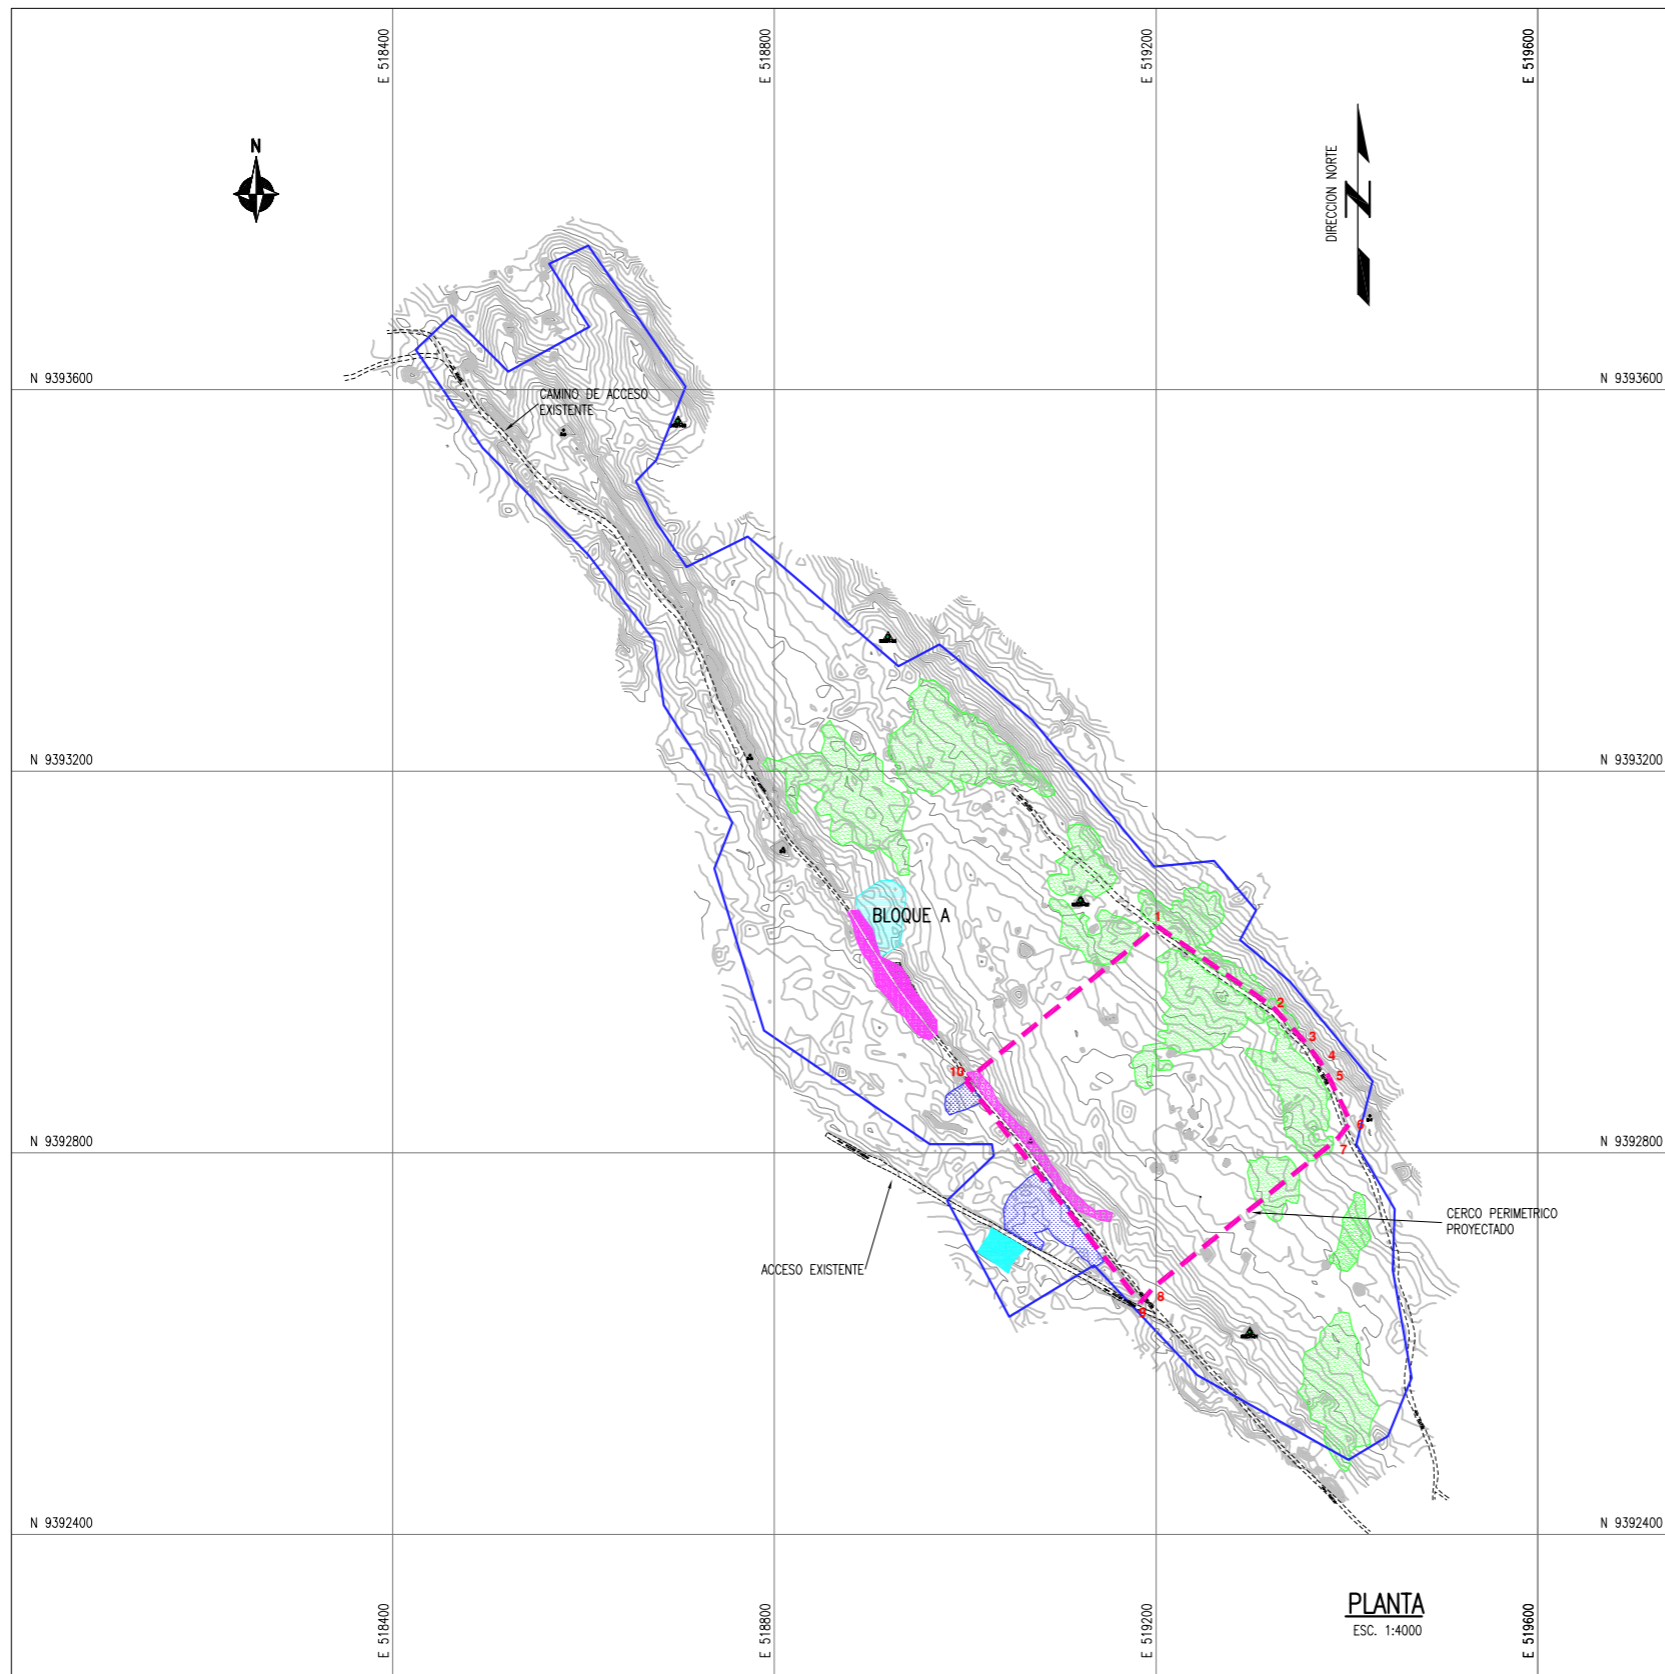 E 518400
E 518800
E 519200
E 519600
N
DIRECCION NORTE
N
N 9393600
N 9393600
CAMINO DE ACCESO
EXISTENTE
N 9393200
N 9393200
BLOQUE A
1
2
3
4
5
10
6
7
N 9392800
N 9392800
CERCO PERIMETRICO
PROYECTADO
ACCESO EXISTENTE
8
9
N 9392400
N 9392400
PLANTA
ESC. 1:4000
E 518400
E 518800
E 519200
E 519600